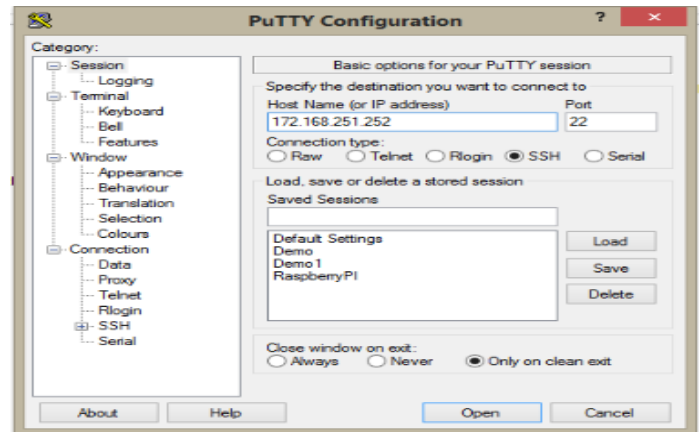 PuTTY Configuration
?
×
Category:
Session
Logging
Terminal
Keyboard
Bell
Features
Window
Appearance
Behaviour
Translation
Selection
Colours
Connection
Data
Proxy
Telnet
Rlogin
SSH
Serial
Basic options for your PuTTY session
Specify the destination you want to connect to
Host Name (or IP address) Port
172.168.251.252 22
Connection type:
Raw Telnet Rlogin SSH Serial
Load, save or delete a stored session
Saved Sessions
Default Settings
Demo
Demo1
RaspberryPI
Load
Save
Delete
Close window on exit:
Always Never Only on clean exit
About Help Open Cancel